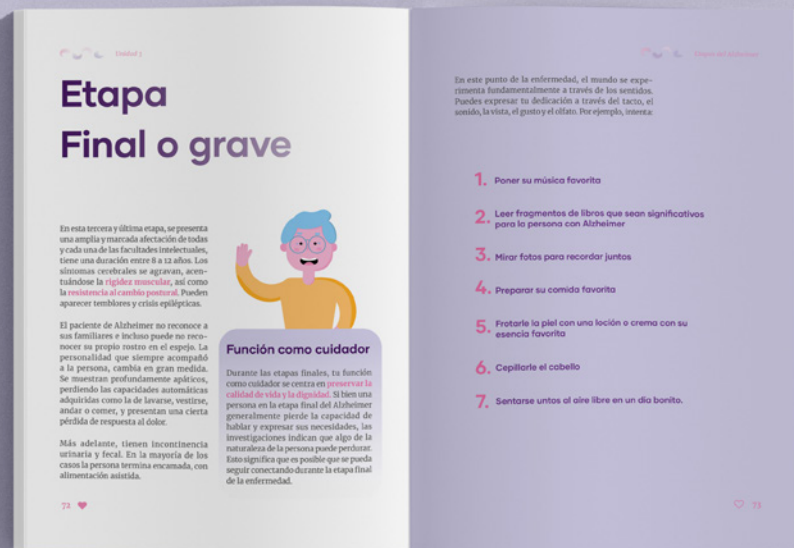 Unidad 3
Etapa
Final o grave
En esta tercera y última etapa, se presenta
una amplia y marcada afectación de todas
y cada una de las facultades intelectuales,
tiene una duración entre 8 a 12 años. Los
síntomas cerebrales se agravan, acen-
tuándose la rigidez muscular, así como
la resistencia al cambio postural. Pueden
aparecer temblores y crisis epilépticas.
El paciente de Alzheimer no reconoce a
sus familiares e incluso puede no reco-
nocer su propio rostro en el espejo. La
personalidad que siempre acompañó
a la persona, cambia en gran medida.
Se muestran profundamente apáticos,
perdiendo las capacidades automáticas
adquiridas como la de lavarse, vestirse,
andar o comer, y presentan una cierta
pérdida de respuesta al dolor.
Más adelante, tienen incontinencia
urinaria y fecal. En la mayoría de los
casos la persona termina encamada, con
alimentación asistida.
Función como cuidador
Durante las etapas finales, tu función
como cuidador se centra en preservar la
calidad de vida y la dignidad. Si bien una
persona en la etapa final del Alzheimer
generalmente pierde la capacidad de
hablar y expresar sus necesidades, las
investigaciones indican que algo de la
naturaleza de la persona puede perdurar.
Esto significa que es posible que se pueda
seguir conectando durante la etapa final
de la enfermedad.
72
Etapas del Alzheimer
En este punto de la enfermedad, el mundo se expe-
rimenta fundamentalmente a través de los sentidos.
Puedes expresar tu dedicación a través del tacto, el
sonido, la vista, el gusto y el olfato. Por ejemplo, intenta:
1. Poner su música favorita
2. Leer fragmentos de libros que sean significativos
para la persona con Alzheimer
3. Mirar fotos para recordar juntos
4. Preparar su comida favorita
5. Frotarle la piel con una loción o crema con su
esencia favorita
6. Cepillarle el cabello
7. Sentarse untos al aire libre en un día bonito.
73